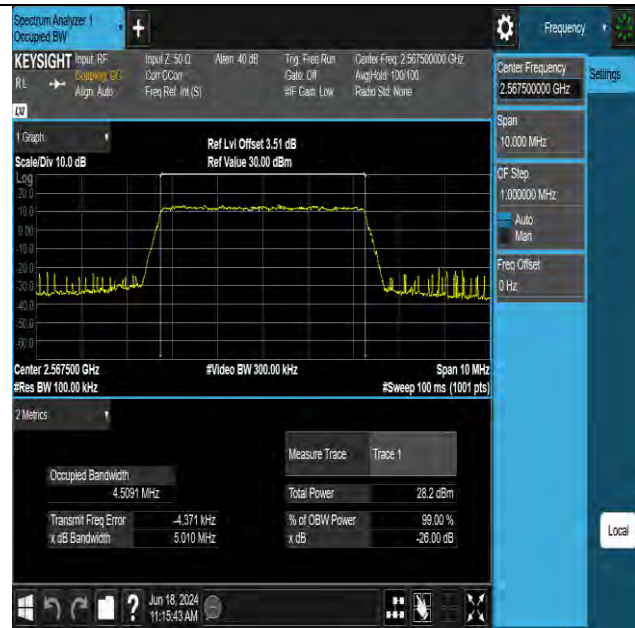 Spectrum Analyzer 1
Occupied BW
+
Frequency
KEYSIGHT
RL
Input: RF
Coupling: DC
Align: Auto
Input Z: 50 Ω
Corr CCorr
Freq Ref: Int (S)
Atten: 40 dB
Trig: Free Run
Gate: Off
#IF Gain: Low
Center Freq: 2.567500000 GHz
Avg|Hold: 100/100
Radio Std: None
LXI
1 Graph
Scale/Div 10.0 dB
Ref Lvl Offset 3.51 dB
Ref Value 30.00 dBm
Log
20.0
10.0
0.00
-10.0
-20.0
-30.0
-40.0
-50.0
-60.0
Center 2.567500 GHz
#Res BW 100.00 kHz
#Video BW 300.00 kHz
Span 10 MHz
#Sweep 100 ms (1001 pts)
2 Metrics
Measure Trace Trace 1
Occupied Bandwidth
4.5091 MHz
Total Power 28.2 dBm
Transmit Freq Error -4.371 kHz
% of OBW Power 99.00 %
x dB Bandwidth 5.010 MHz
x dB -26.00 dB
?
Jun 18, 2024
11:15:43 AM
Center Frequency
2.567500000 GHz
Settings
Span
10.000 MHz
CF Step
1.000000 MHz
Auto
Man
Freq Offset
0 Hz
Local